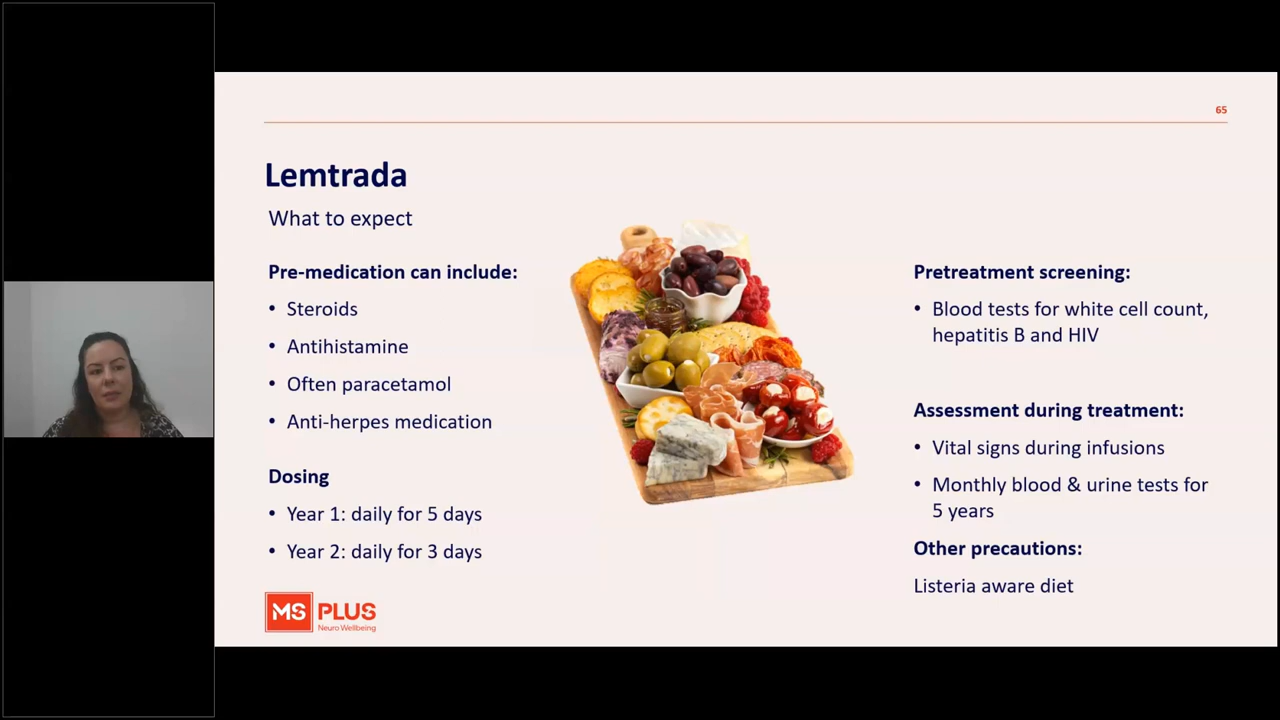 65
Lemtrada
What to expect
Pre-medication can include:
• Steroids
• Antihistamine
• Often paracetamol
• Anti-herpes medication
Dosing
• Year 1: daily for 5 days
• Year 2: daily for 3 days
Pretreatment screening:
• Blood tests for white cell count,
hepatitis B and HIV
Assessment during treatment:
• Vital signs during infusions
• Monthly blood & urine tests for
5 years
Other precautions:
Listeria aware diet
MS PLUS
Neuro Wellbeing